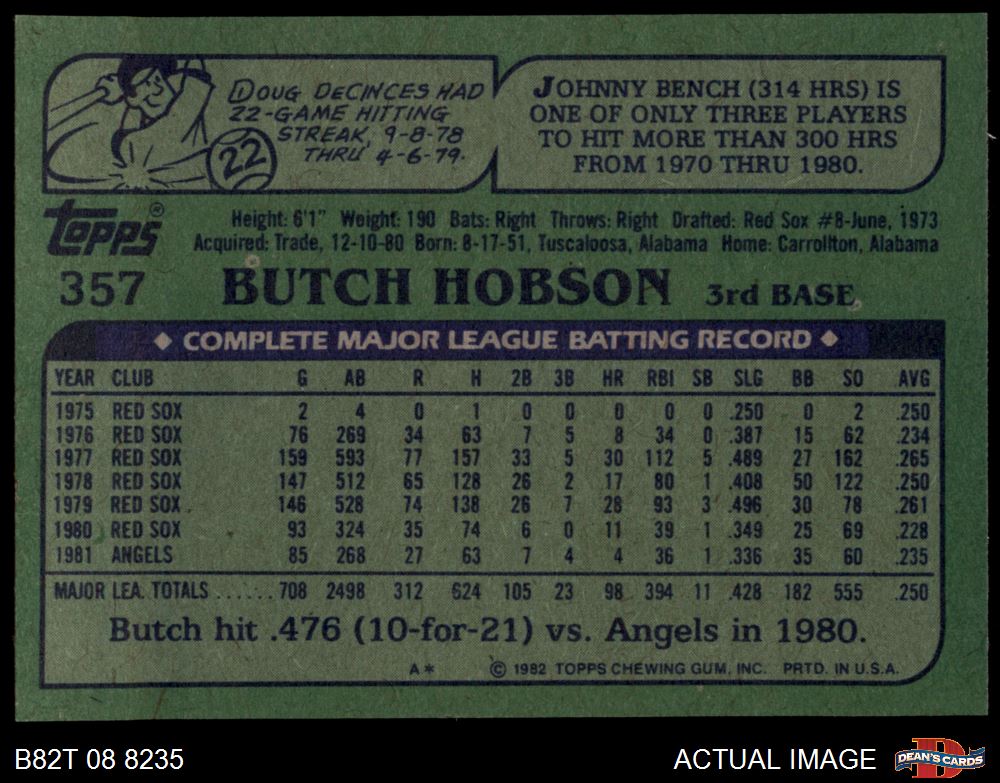 DOUG DeCINCES HAD
22-GAME HITTING
STREAK, 9-8-78
THRU 4-6-79.
22
JOHNNY BENCH (314 HRS) IS
ONE OF ONLY THREE PLAYERS
TO HIT MORE THAN 300 HRS
FROM 1970 THRU 1980.
Topps®
Height: 6'1" Weight: 190 Bats: Right Throws: Right Drafted: Red Sox #8-June, 1973
Acquired: Trade, 12-10-80 Born: 8-17-51, Tuscaloosa, Alabama Home: Carrollton, Alabama
357 BUTCH HOBSON 3rd BASE
◆ COMPLETE MAJOR LEAGUE BATTING RECORD ◆
YEAR CLUB G AB R H 2B 3B HR RBI SB SLG BB SO AVG
1975 RED SOX 2 4 0 1 0 0 0 0 0 .250 0 2 .250
1976 RED SOX 76 269 34 63 7 5 8 34 0 .387 15 62 .234
1977 RED SOX 159 593 77 157 33 5 30 112 5 .489 27 162 .265
1978 RED SOX 147 512 65 128 26 2 17 80 1 .408 50 122 .250
1979 RED SOX 146 528 74 138 26 7 28 93 3 .496 30 78 .261
1980 RED SOX 93 324 35 74 6 0 11 39 1 .349 25 69 .228
1981 ANGELS 85 268 27 63 7 4 4 36 1 .336 35 60 .235
MAJOR LEA. TOTALS ...... 708 2498 312 624 105 23 98 394 11 .428 182 555 .250
Butch hit .476 (10-for-21) vs. Angels in 1980.
A* © 1982 TOPPS CHEWING GUM, INC. PRTD. IN U.S.A.
B82T 08 8235 ACTUAL IMAGE
D
DEAN'S CARDS